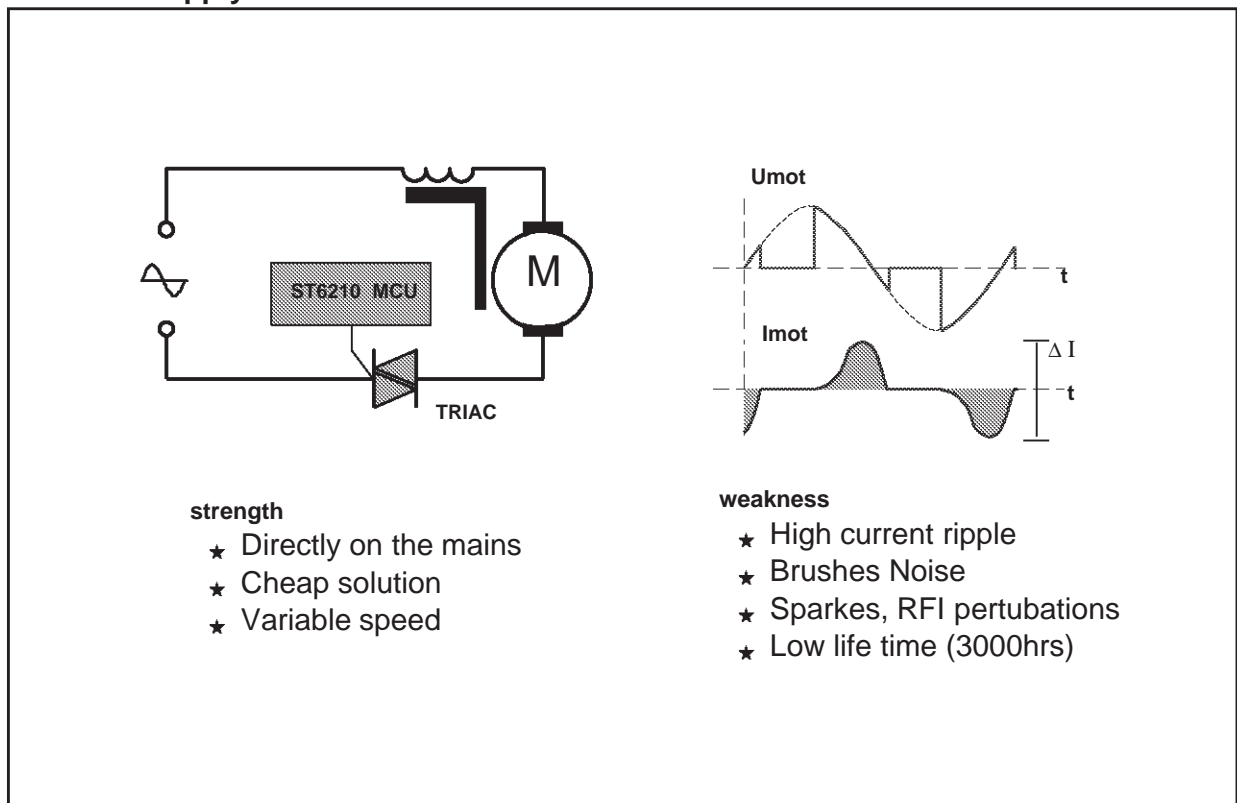 Umot
M
t
ST6210 MCU
Imot
Δ I
t
TRIAC
strength
★ Directly on the mains
★ Cheap solution
★ Variable speed
weakness
★ High current ripple
★ Brushes Noise
★ Sparkes, RFI pertubations
★ Low life time (3000hrs)